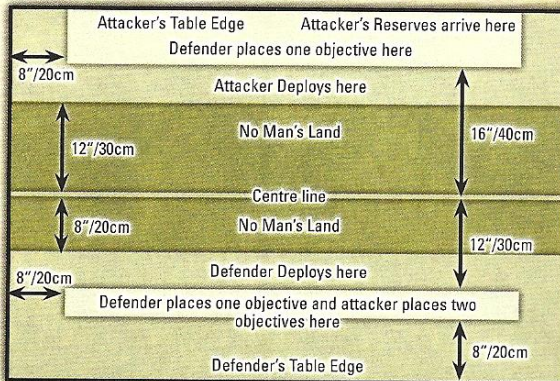 Attacker's Table Edge
Attacker's Reserves arrive here
Defender places one objective here
8"/20cm
Attacker Deploys here
No Man's Land
16"/40cm
12"/30cm
Centre line
No Man's Land
8"/20cm
12"/30cm
Defender Deploys here
8"/20cm
Defender places one objective and attacker places two
objectives here
8"/20cm
Defender's Table Edge